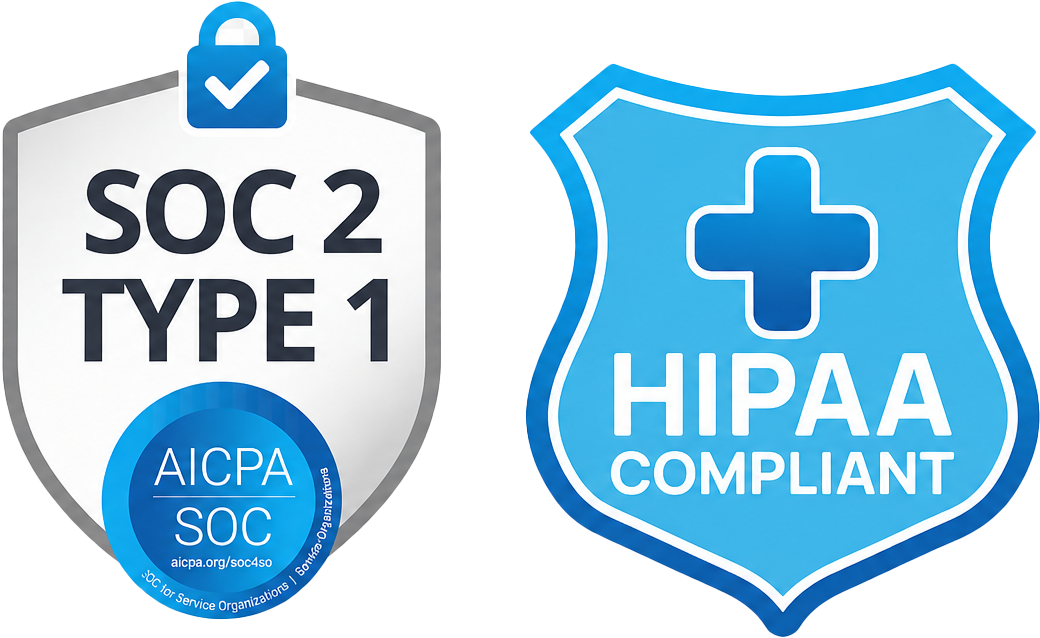 SOC 2
TYPE 1
AICPA
SOC
aicpa.org/soc4so
SOC for Service Organizations |
HIPAA
COMPLIANT